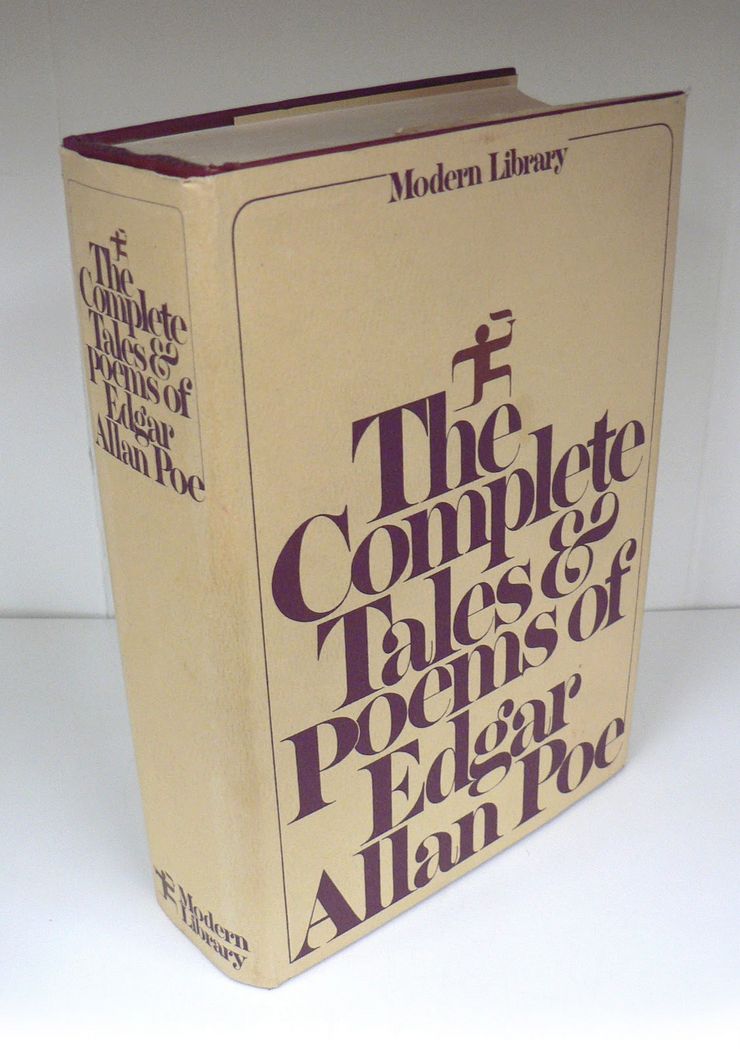 The
Complete
Tales &
poems of
Edgar
Allan Poe
Modern
Library
Modern Library
The
Complete
Tales &
poems of
Edgar
Allan Poe